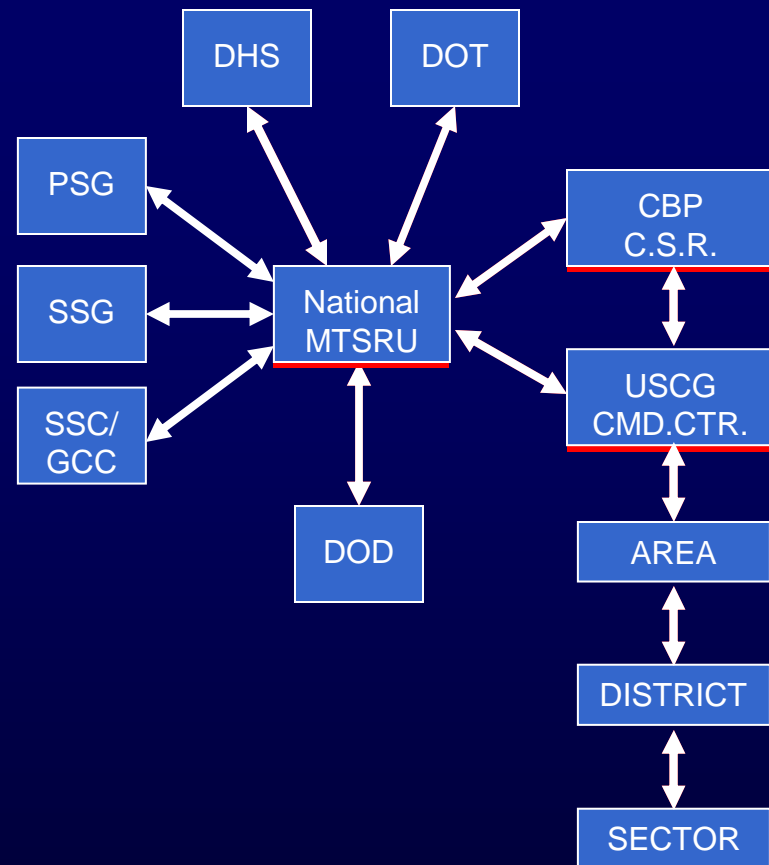 DHS
DOT
PSG
CBP
C.S.R.
SSG
National
MTSRU
USCG
CMD.CTR.
SSC/
GCC
DOD
AREA
DISTRICT
SECTOR